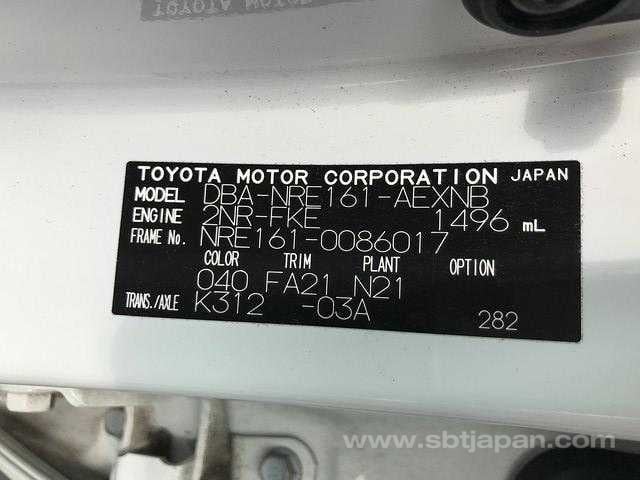 TOYOTA MOTOR CORPORATION JAPAN
MODEL DBA-NRE161-AEXNB
ENGINE 2NR-FKE 1496 mL
FRAME No. NRE161-0086017
COLOR TRIM PLANT OPTION
040 FA21 N21
TRANS./AXLE K312 -03A
282
www.sbtjapan.com